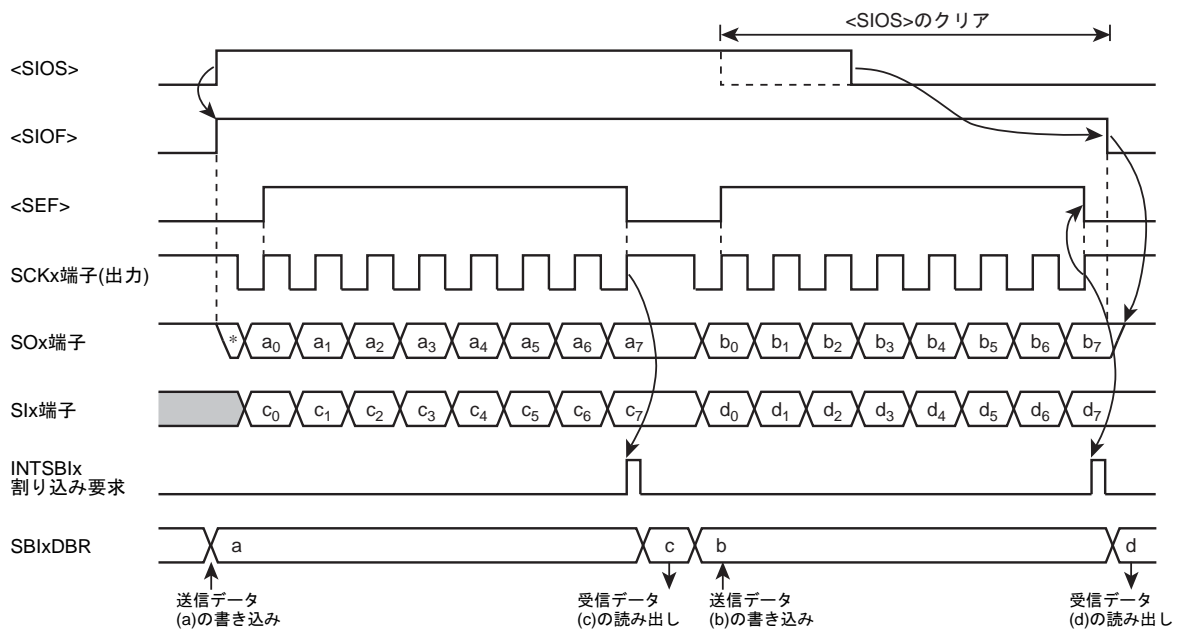 <SIOS>のクリア
<SIOS>
<SIOF>
<SEF>
SCKx端子(出力)
SOx端子
* a0 a1 a2 a3 a4 a5 a6 a7 b0 b1 b2 b3 b4 b5 b6 b7
SIx端子
c0 c1 c2 c3 c4 c5 c6 c7 d0 d1 d2 d3 d4 d5 d6 d7
INTSBIx
割り込み要求
SBIxDBR
a c b d
送信データ
(a)の書き込み
受信データ
(c)の読み出し
送信データ
(b)の書き込み
受信データ
(d)の読み出し